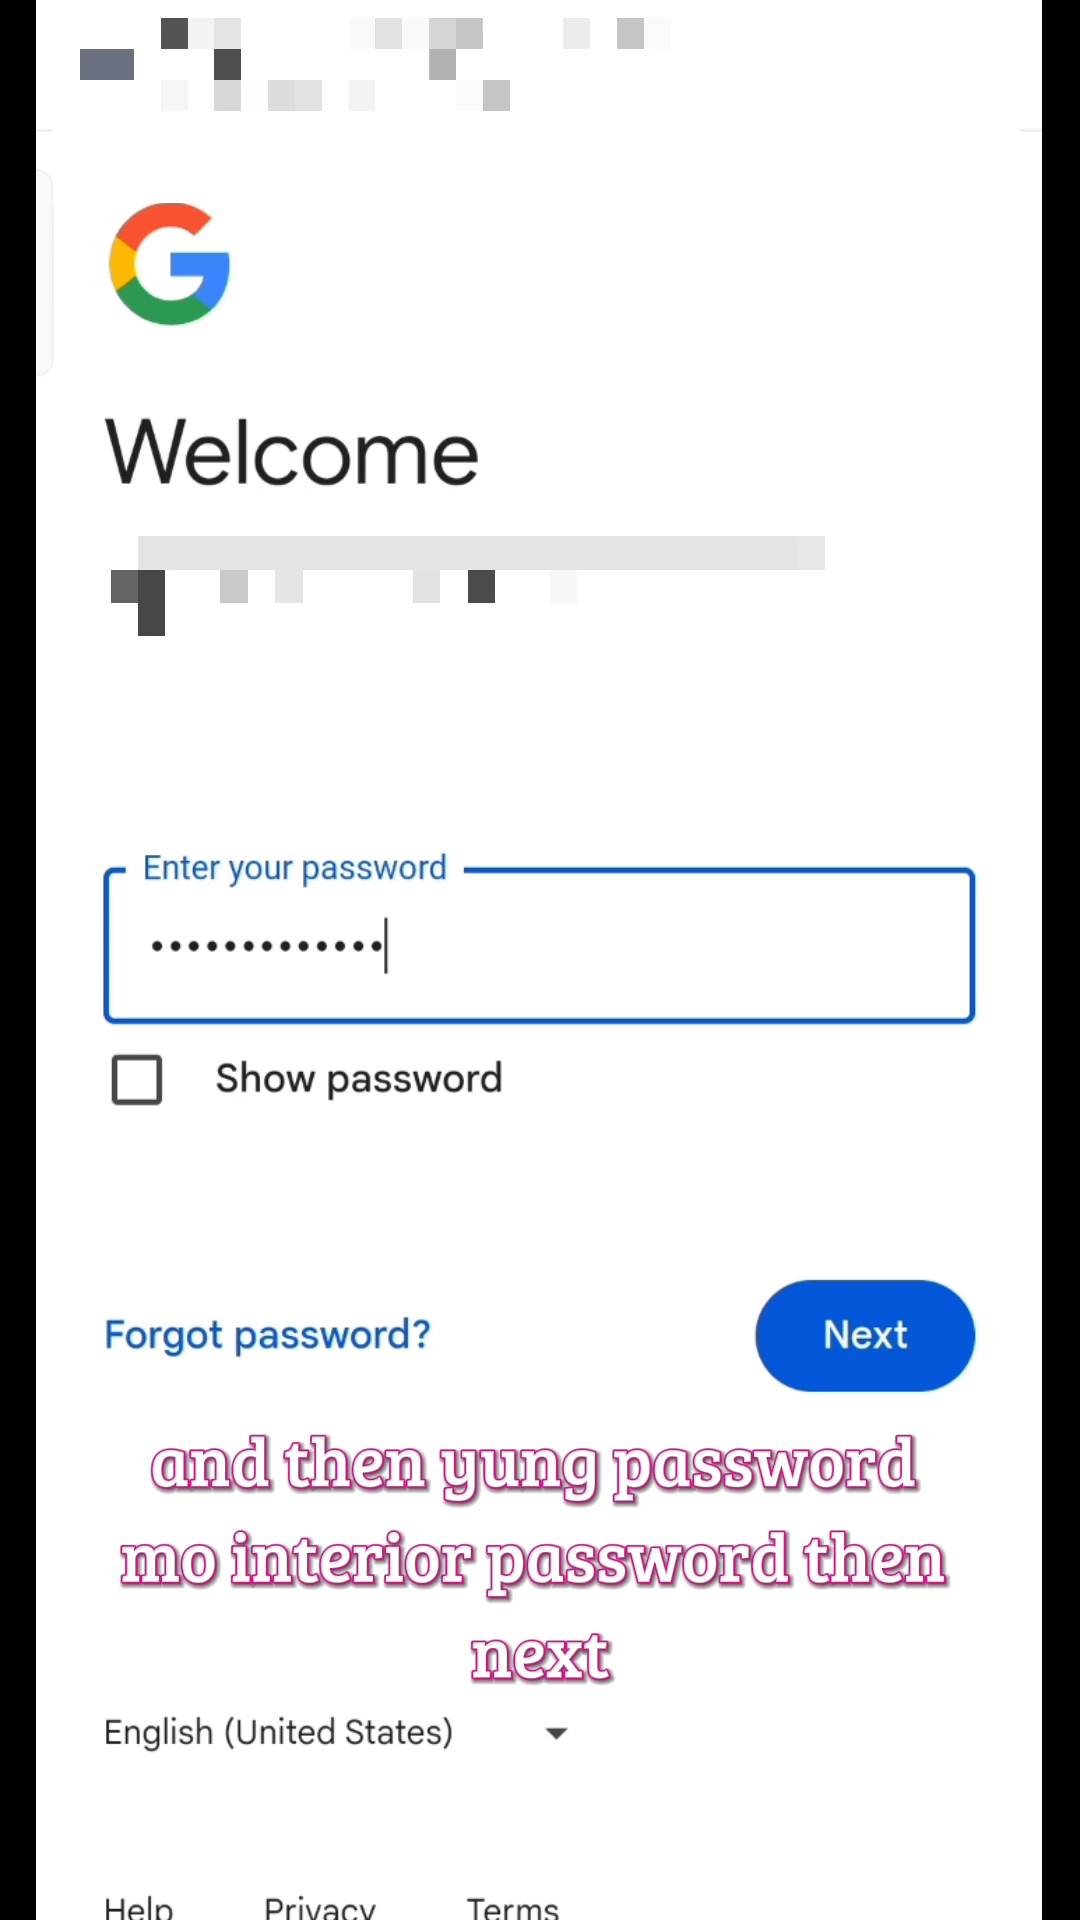 Welcome
Enter your password
•••••••••••••
Show password
Forgot password?
Next
and then yung password
mo interior password then
next
English (United States)
Help
Privacy
Terms